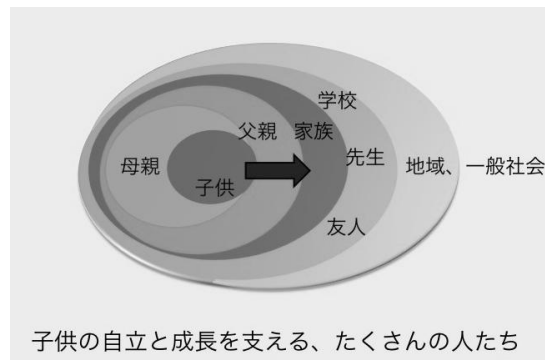 学校
父親
家族
母親
先生
地域、一般社会
子供
友人
子供の自立と成長を支える、たくさんの人たち